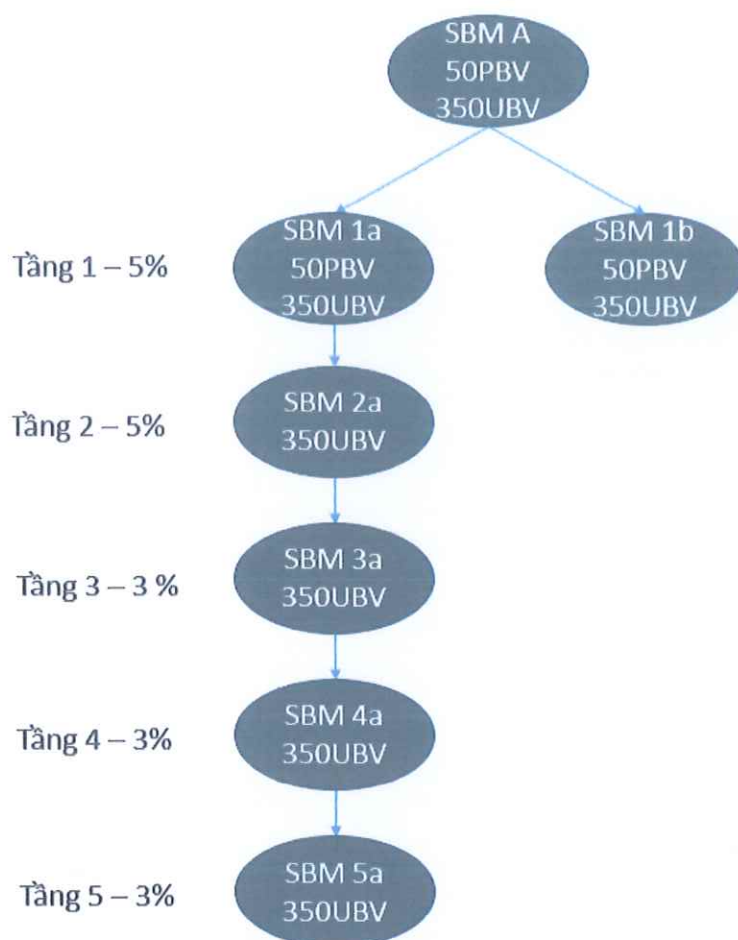 SBM A
50PBV
350UBV
Tầng 1 – 5%
SBM 1a
50PBV
350UBV
SBM 1b
50PBV
350UBV
Tầng 2 – 5%
SBM 2a
350UBV
Tầng 3 – 3 %
SBM 3a
350UBV
Tầng 4 – 3%
SBM 4a
350UBV
Tầng 5 – 3%
SBM 5a
350UBV